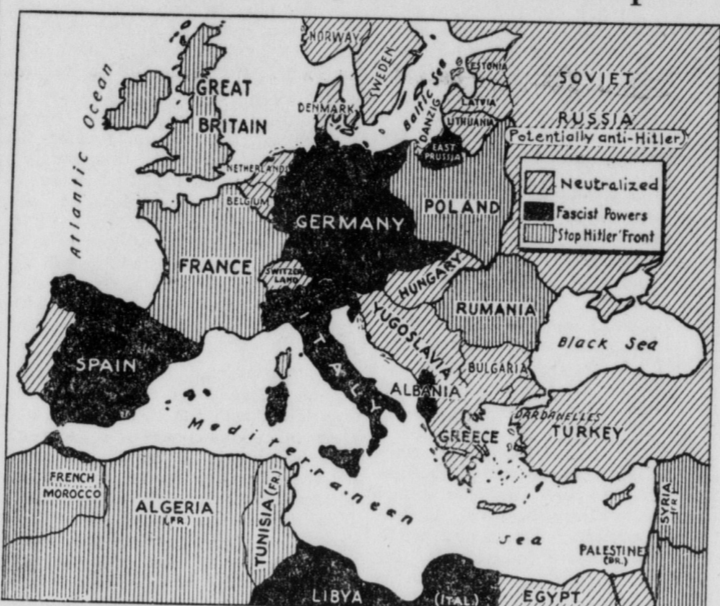 NORWAY
SWEDEN
Baltic Sea
ESTONIA
LATVIA
LITHUANIA
SOVIET
RUSSIA
Potentially anti-Hitler
Atlantic Ocean
GREAT
BRITAIN
DENMARK
DANZIG
EAST
PRUSSIA
NETHERLANDS
BELGIUM
GERMANY
POLAND
Neutralized
Fascist Powers
'Stop Hitler' Front
FRANCE
SWITZER
LAND
HUNGARY
RUMANIA
YUGOSLAVIA
ITALY
Black Sea
SPAIN
BULGARIA
ALBANIA
DARDANELLES
GREECE
TURKEY
Mediterranean
Sea
FRENCH
MOROCCO
ALGERIA
(FR)
TUNISIA (FR)
SYRIA
PALESTINE
(BR.)
LIBYA
(ITAL)
EGYPT